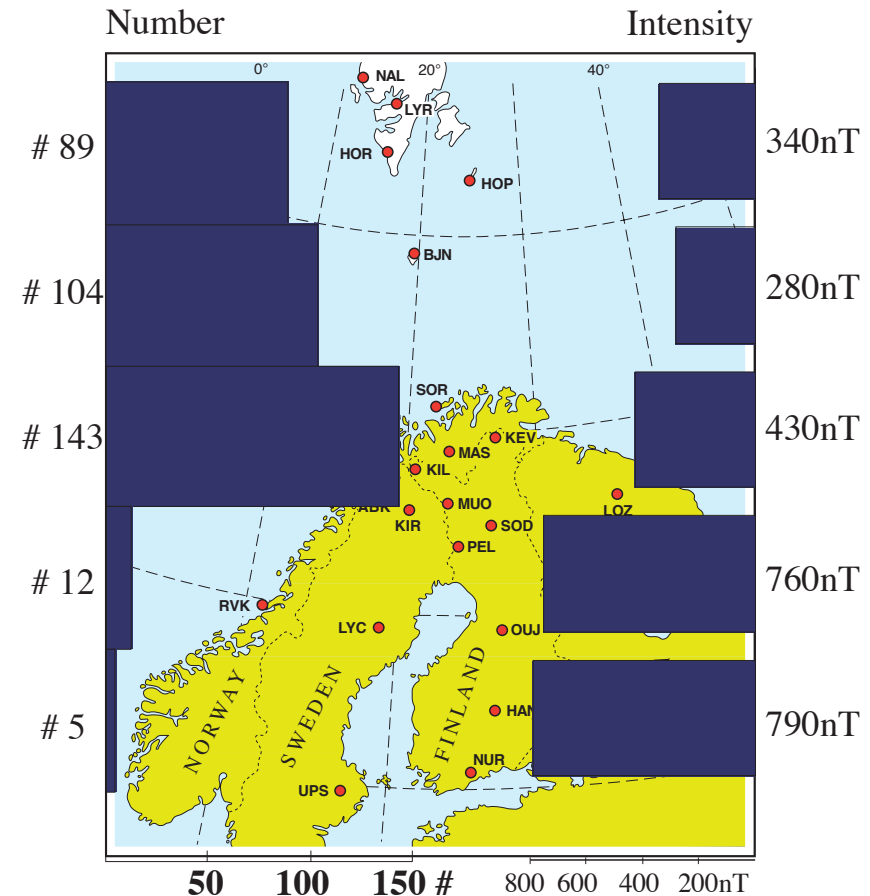 Number Intensity
0° 20° 40°
NAL
LYR
# 89 340nT
HOR
HOP
BJN
# 104 280nT
SOR
# 143 430nT
KEV
MAS
KIL
ABK
MUO
LOZ
KIR
SOD
PEL
# 12 760nT
RVK
LYC
OUJ
NORWAY
SWEDEN
FINLAND
HAN
# 5 790nT
NUR
UPS
50 100 150 # 800 600 400 200nT